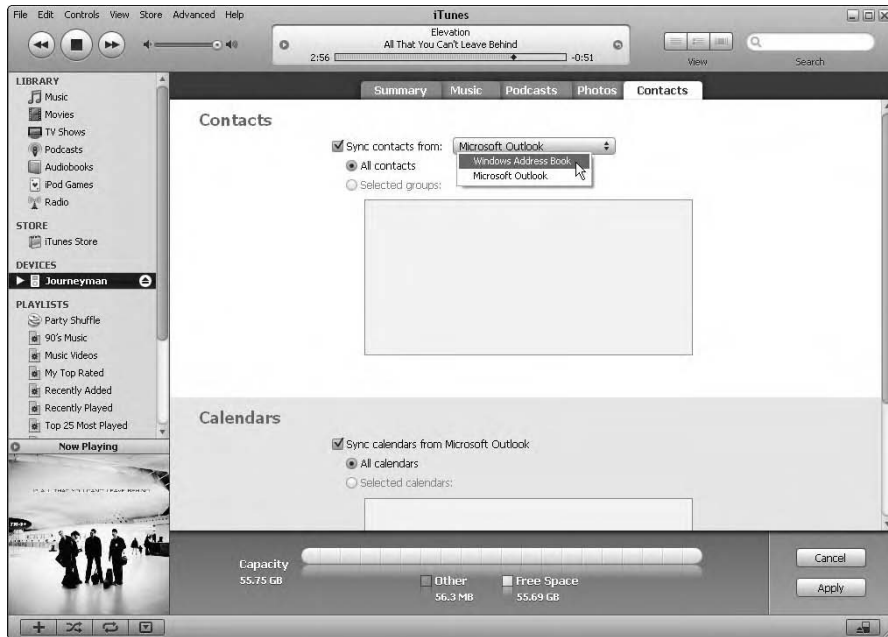 File Edit Controls View Store Advanced Help
iTunes
Elevation
All That You Can't Leave Behind
2:56
-0:51
View
Search
LIBRARY
Music
Movies
TV Shows
Podcasts
Audiobooks
iPod Games
Radio
STORE
iTunes Store
DEVICES
Journeyman
PLAYLISTS
Party Shuffle
90's Music
Music Videos
My Top Rated
Recently Added
Recently Played
Top 25 Most Played
Now Playing
Summary Music Podcasts Photos Contacts
Contacts
Sync contacts from: Microsoft Outlook
Windows Address Book
Microsoft Outlook
All contacts
Selected groups:
Calendars
Sync calendars from Microsoft Outlook
All calendars
Selected calendars:
Capacity
55.75 GB
Other
56.3 MB
Free Space
55.69 GB
Cancel
Apply